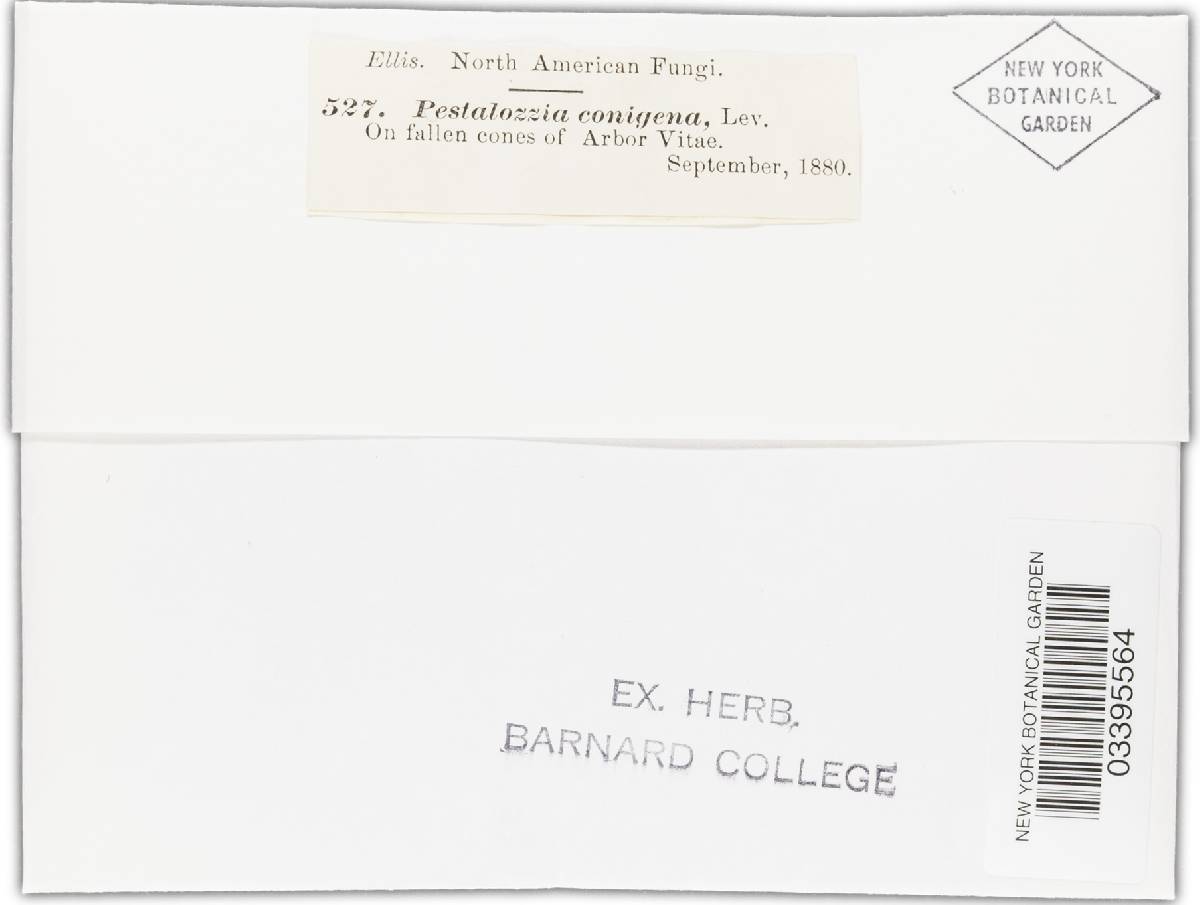 Ellis. North American Fungi.
527. Pestalozzia conigena, Lev.
On fallen cones of Arbor Vitae.
September, 1880.
NEW YORK
BOTANICAL
GARDEN
EX. HERB.
BARNARD COLLEGE
NEW YORK BOTANICAL GARDEN
03395564